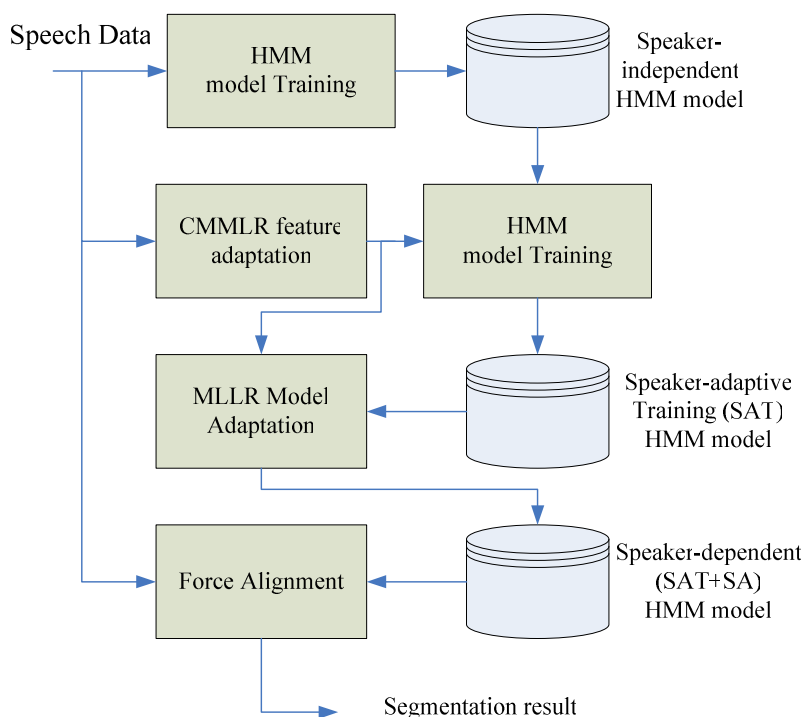 Speech Data
HMM
model Training
Speaker-
independent
HMM model
CMMLR feature
adaptation
HMM
model Training
MLLR Model
Adaptation
Speaker-adaptive
Training (SAT)
HMM model
Force Alignment
Speaker-dependent
(SAT+SA)
HMM model
Segmentation result